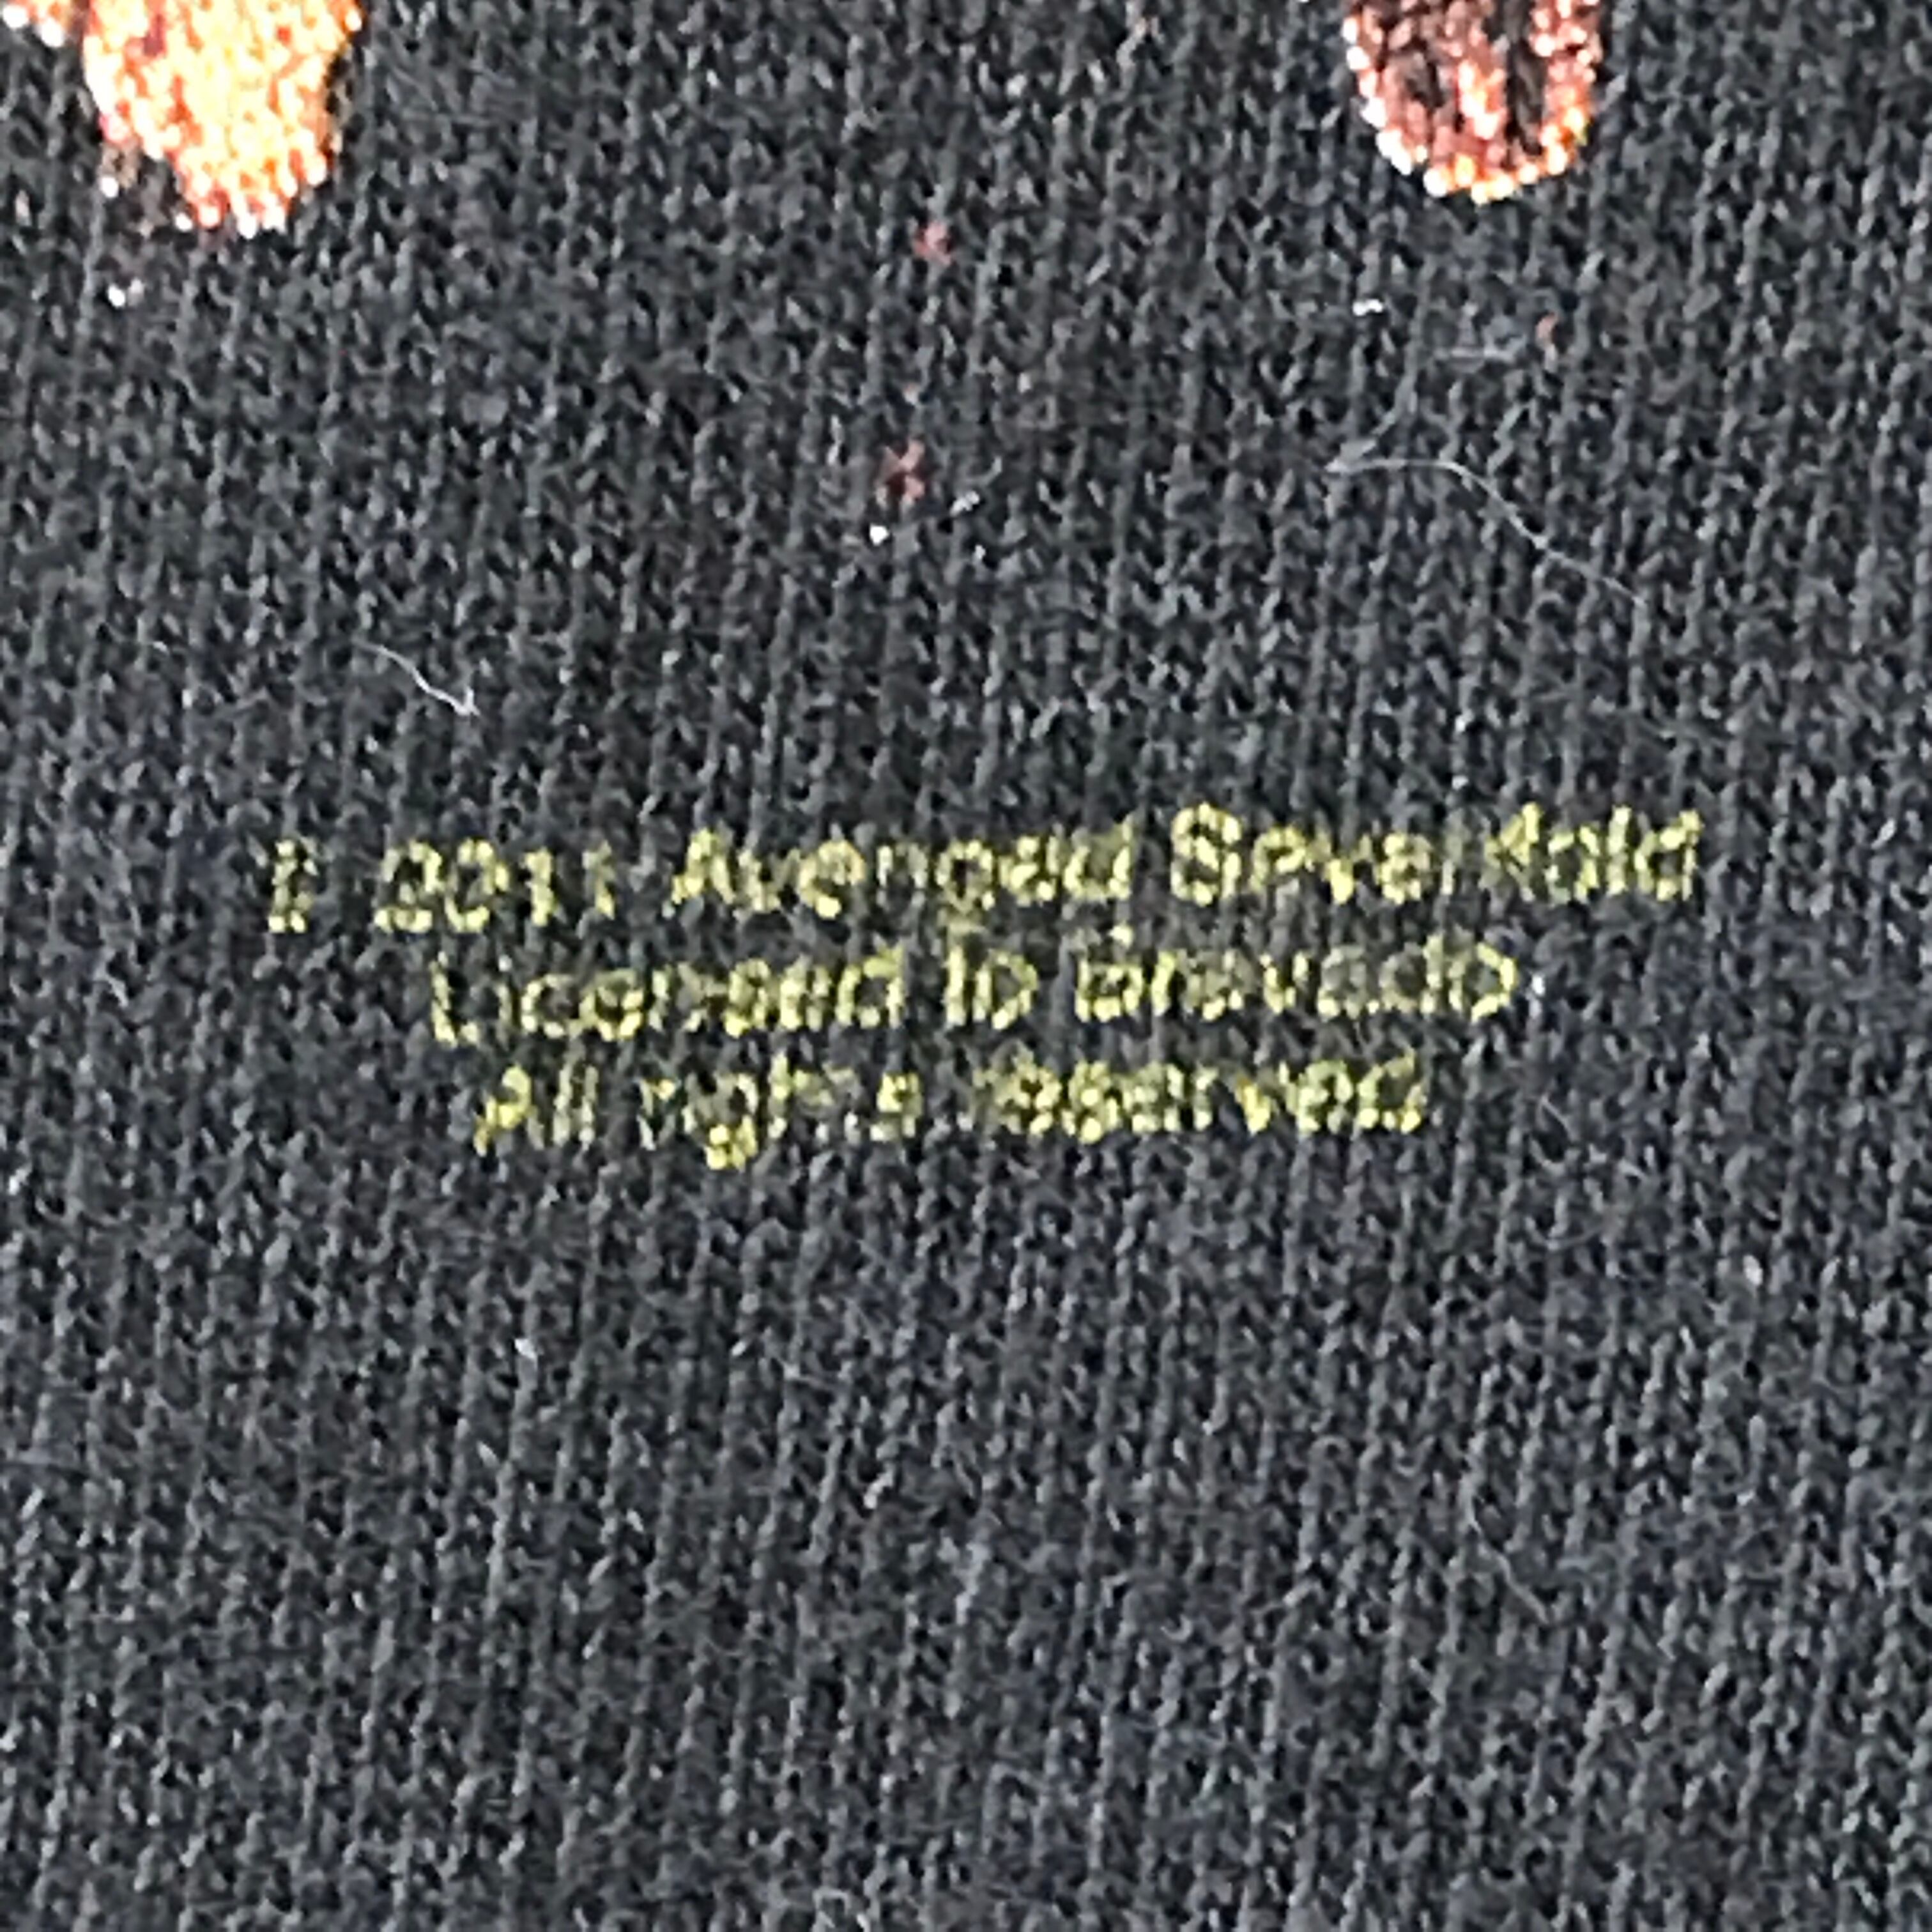 © 2011 Avenged Sevenfold
Licensed to Bravado
All rights reserved